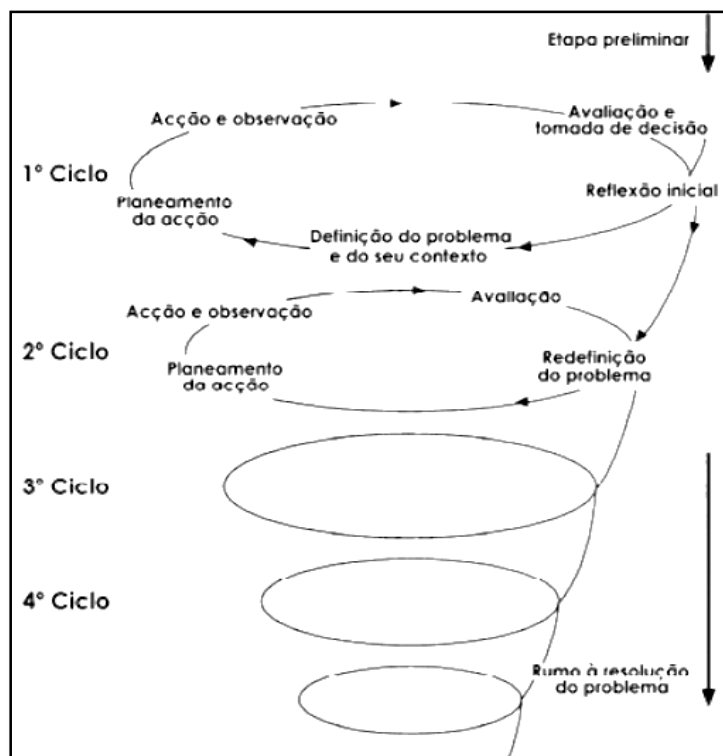 Etapa preliminar
Acção e observação
Avaliação e
tomada de decisão
1º Ciclo
Planeamento
da acção
Reflexão inicial
Definição do problema
e do seu contexto
Acção e observação
Avaliação
2º Ciclo
Planeamento
da acção
Redefinição
do problema
3º Ciclo
4º Ciclo
Rumo à resolução
do problema